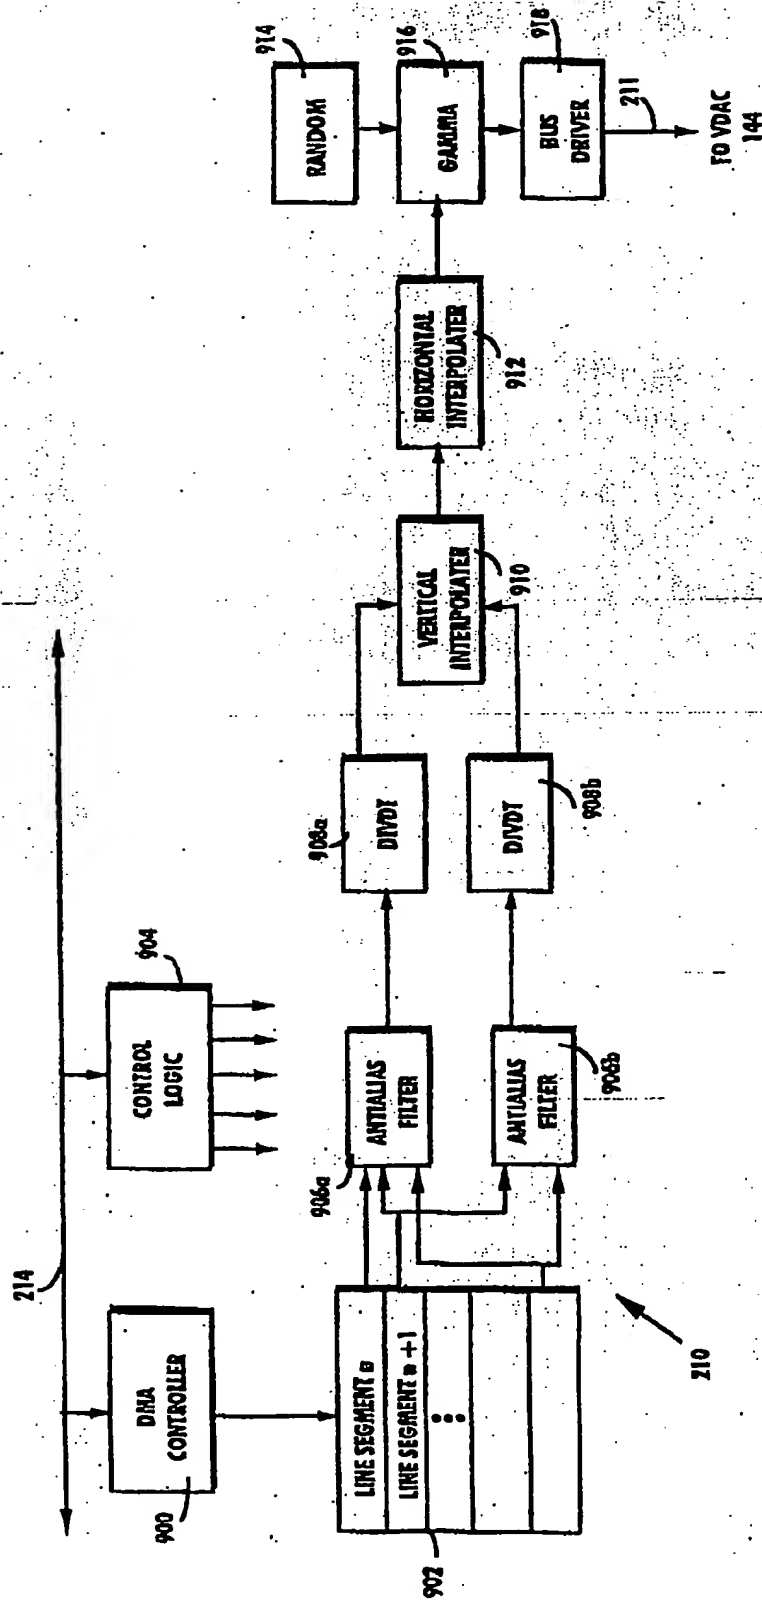 214
DMA
CONTROLLER
900
CONTROL
LOGIC
904
902
LINE SEGMENT n
LINE SEGMENT n +1
•••
210
906a
ANTIALIAS
FILTER
ANTIALIAS
FILTER
906b
908a
DIVDT
DIVDT
908b
VERTICAL
INTERPOLATER
910
HORIZONTAL
INTERPOLATER
912
RANDOM
914
GAMMA
916
BUS
DRIVER
918
211
TO VDAC
144